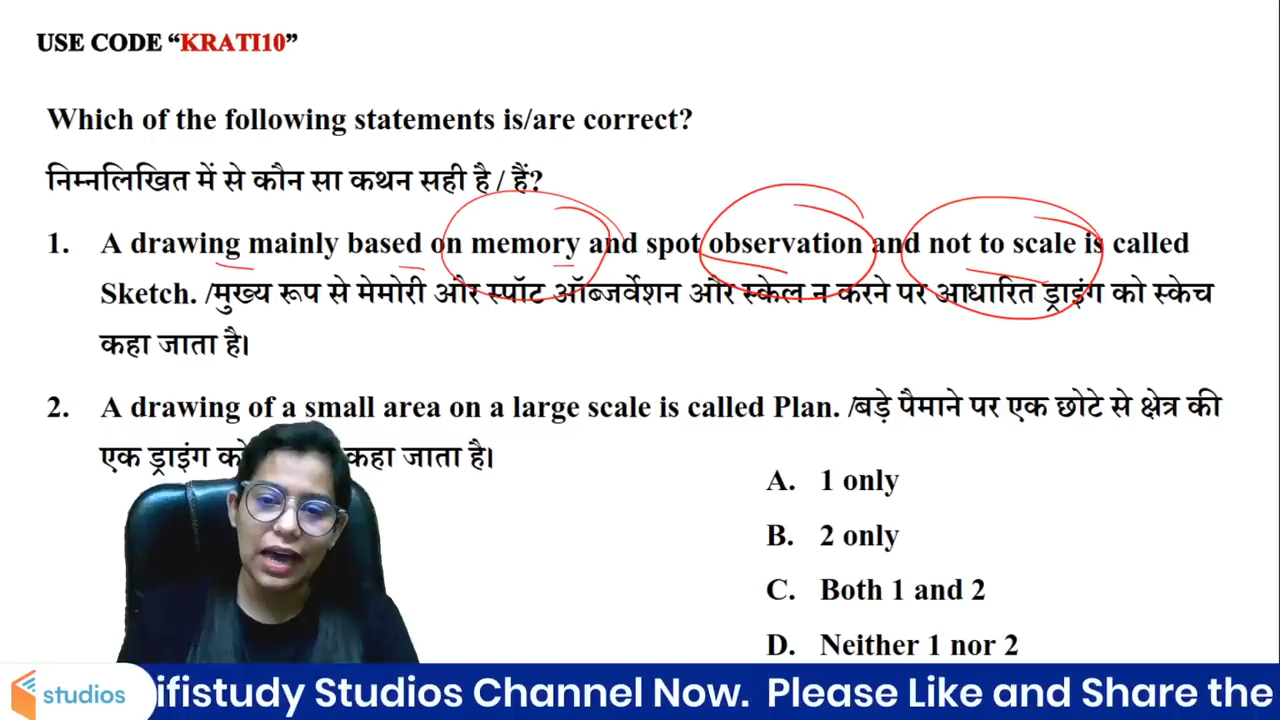 USE CODE “KRATI10”
Which of the following statements is/are correct?
निम्नलिखित में से कौन सा कथन सही है / हैं?
1. A drawing mainly based on memory and spot observation and not to scale is called
Sketch. /मुख्य रूप से मेमोरी और स्पॉट ऑब्जर्वेशन और स्केल न करने पर आधारित ड्राइंग को स्केच
कहा जाता है।
2. A drawing of a small area on a large scale is called Plan. /बड़े पैमाने पर एक छोटे से क्षेत्र की
एक ड्राइंग को कहा जाता है।
A. 1 only
B. 2 only
C. Both 1 and 2
D. Neither 1 nor 2
studios ifistudy Studios Channel Now. Please Like and Share the